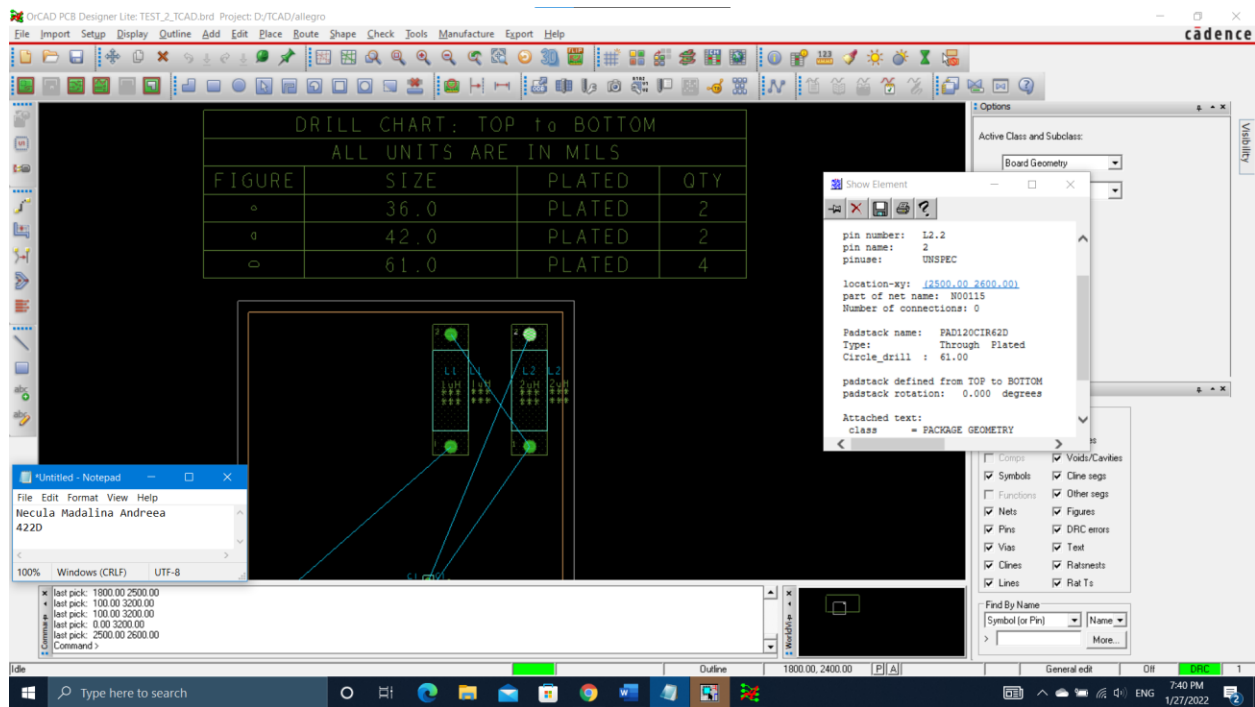 OrCAD PCB Designer Lite: TEST_2_TCAD.brd Project: D:/TCAD/allegro
File Import Setup Display Outline Add Edit Place Route Shape Check Tools Manufacture Export Help
cādence
DRILL CHART: TOP to BOTTOM
ALL UNITS ARE IN MILS
FIGURE SIZE PLATED QTY
36.0 PLATED 2
42.0 PLATED 2
61.0 PLATED 4
3 2
L1 L1 L2 L2
1uH 1uH 2uH 2uH
*** *** *** ***
*** *** *** ***
1 1
Options
Active Class and Subclass:
Board Geometry
Visibility
Show Element
pin number: L2.2
pin name: 2
pinuse: UNSPEC
location-xy: (2500.00 2600.00)
part of net name: N00115
Number of connections: 0
Padstack name: PAD120CIR62D
Type: Through Plated
Circle_drill : 61.00
padstack defined from TOP to BOTTOM
padstack rotation: 0.000 degrees
Attached text:
class = PACKAGE GEOMETRY
Comps Voids/Cavities
Symbols Cline segs
Functions Other segs
Nets Figures
Pins DRC errors
Vias Text
Clines Ratsnests
Lines Rat Ts
Find By Name
Symbol (or Pin) Name
> More...
*Untitled - Notepad
File Edit Format View Help
Necula Madalina Andreea
422D
100% Windows (CRLF) UTF-8
last pick: 1800.00 2500.00
last pick: 100.00 3200.00
last pick: 100.00 3200.00
last pick: 0.00 3200.00
last pick: 2500.00 2600.00
Command >
WorldView
Idle Outline 1800.00, 2400.00 P A General edit Off DRC 1
Type here to search
ENG
7:40 PM
1/27/2022
2